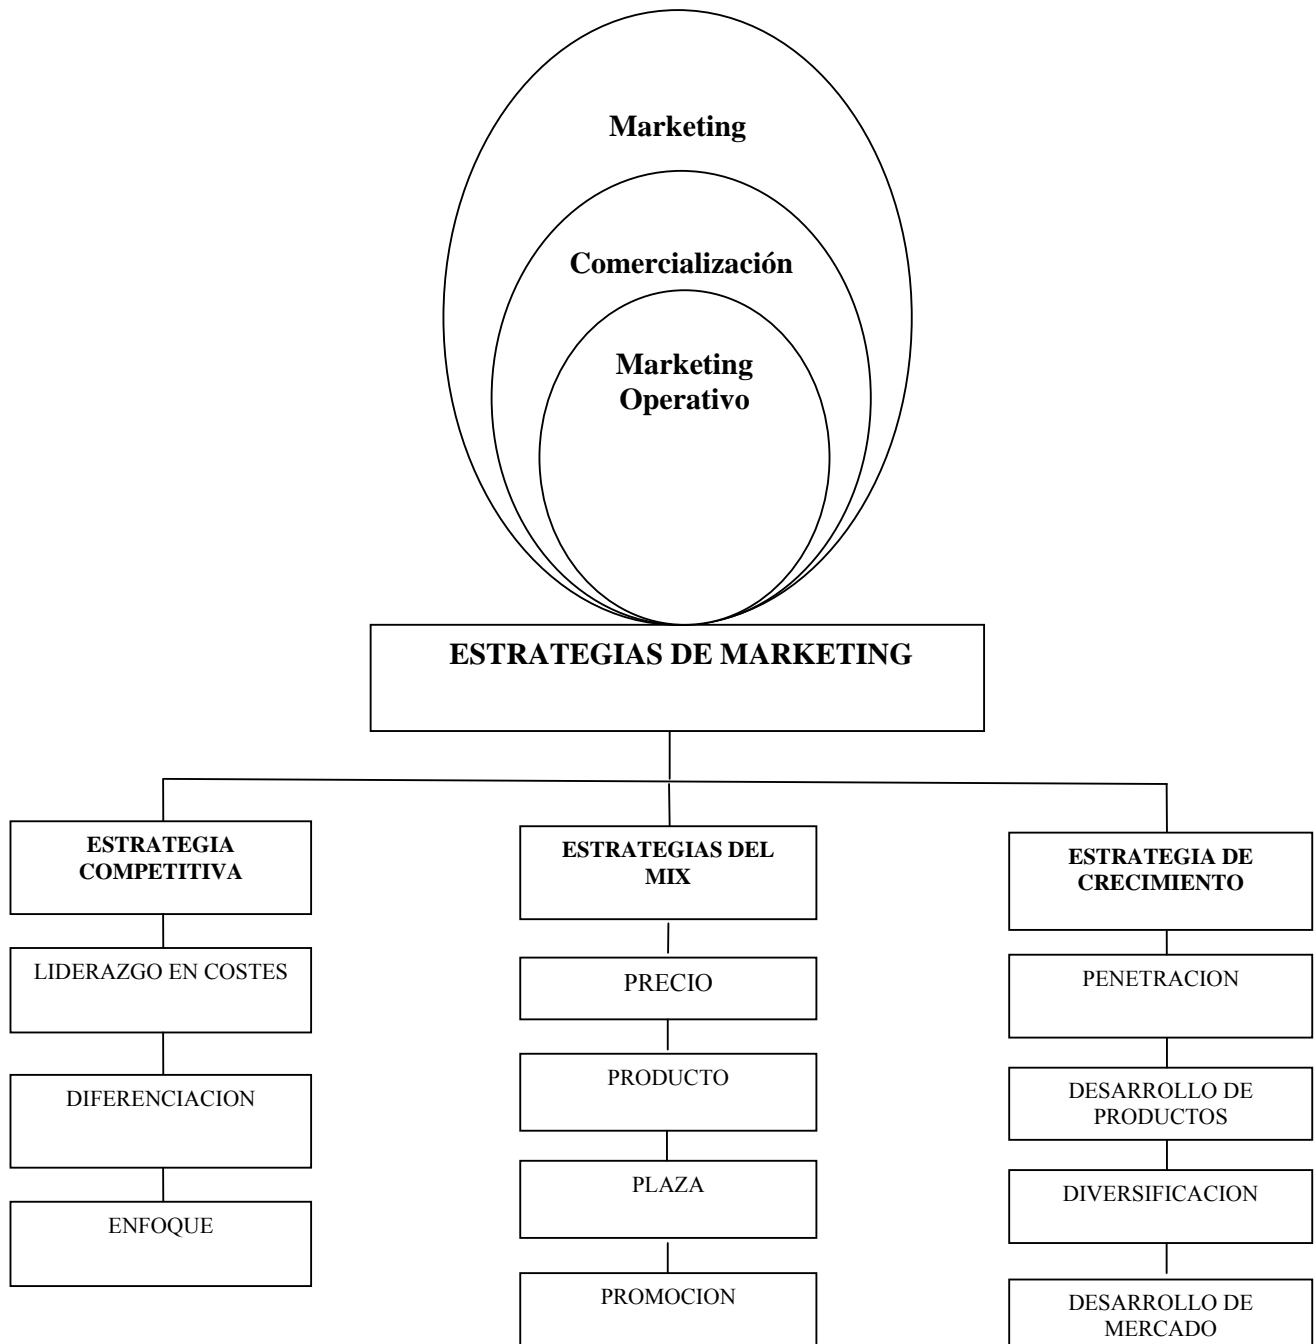 Marketing
Comercialización
Marketing
Operativo
ESTRATEGIAS DE MARKETING
ESTRATEGIA
COMPETITIVA
LIDERAZGO EN COSTES
DIFERENCIACION
ENFOQUE
ESTRATEGIAS DEL
MIX
PRECIO
PRODUCTO
PLAZA
PROMOCION
ESTRATEGIA DE
CRECIMIENTO
PENETRACION
DESARROLLO DE
PRODUCTOS
DIVERSIFICACION
DESARROLLO DE
MERCADO